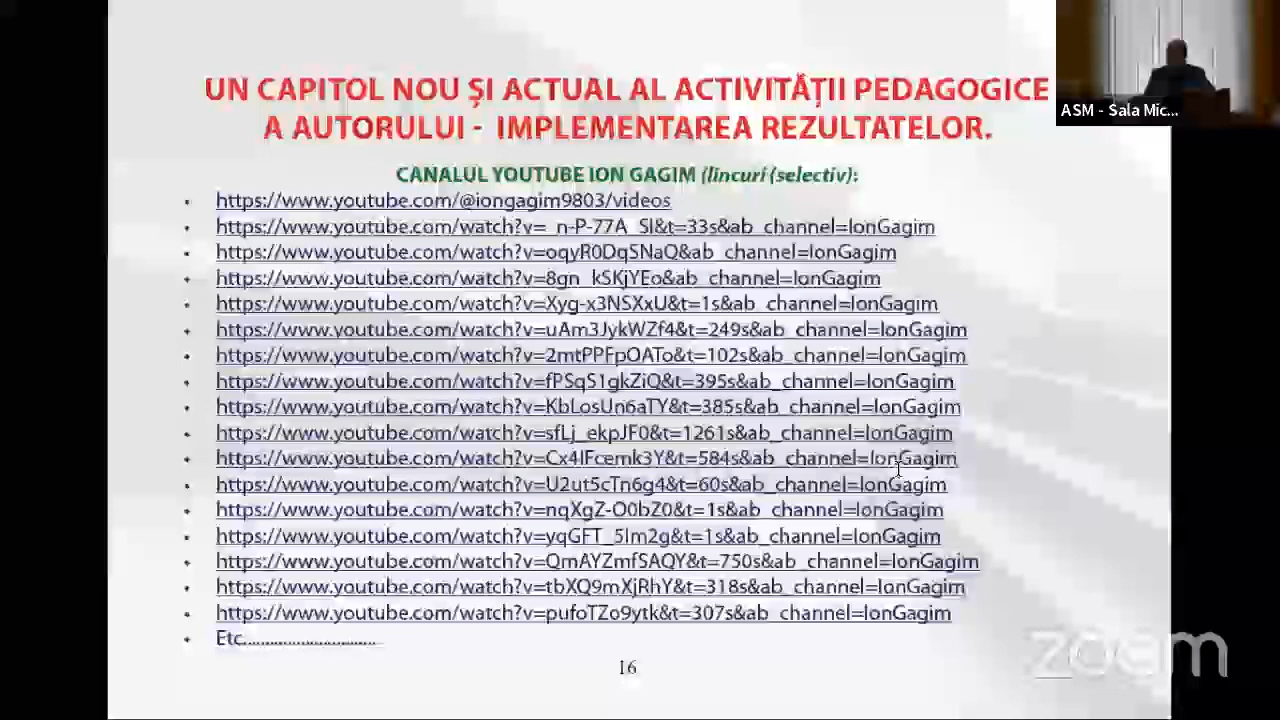 UN CAPITOL NOU ȘI ACTUAL AL ACTIVITĂȚII PEDAGOGICE
A AUTORULUI - IMPLEMENTAREA REZULTATELOR.
ASM - Sala Mic...
CANALUL YOUTUBE ION GAGIM (lincuri (selectiv):
• https://www.youtube.com/@iongagim9803/videos
• https://www.youtube.com/watch?v=_n-P-77A_SI&t=33s&ab_channel=IonGagim
• https://www.youtube.com/watch?v=oqyR0DqSNaQ&ab_channel=IonGagim
• https://www.youtube.com/watch?v=8gn_kSKjYEo&ab_channel=IonGagim
• https://www.youtube.com/watch?v=Xyg-x3NSXxU&t=1s&ab_channel=IonGagim
• https://www.youtube.com/watch?v=uAm3JykWZf4&t=249s&ab_channel=IonGagim
• https://www.youtube.com/watch?v=2mtPPFpOATo&t=102s&ab_channel=IonGagim
• https://www.youtube.com/watch?v=fPSqS1gkZiQ&t=395s&ab_channel=IonGagim
• https://www.youtube.com/watch?v=KbLosUn6aTY&t=385s&ab_channel=IonGagim
• https://www.youtube.com/watch?v=sfLj_ekpJF0&t=1261s&ab_channel=IonGagim
• https://www.youtube.com/watch?v=Cx4IFcemk3Y&t=584s&ab_channel=IonGagim
• https://www.youtube.com/watch?v=U2ut5cTn6g4&t=60s&ab_channel=IonGagim
• https://www.youtube.com/watch?v=nqXgZ-O0bZ0&t=1s&ab_channel=IonGagim
• https://www.youtube.com/watch?v=yqGFT_5Im2g&t=1s&ab_channel=IonGagim
• https://www.youtube.com/watch?v=QmAYZmfSAQY&t=750s&ab_channel=IonGagim
• https://www.youtube.com/watch?v=tbXQ9mXjRhY&t=318s&ab_channel=IonGagim
• https://www.youtube.com/watch?v=pufoTZo9ytk&t=307s&ab_channel=IonGagim
• Etc..............................
16
zoom